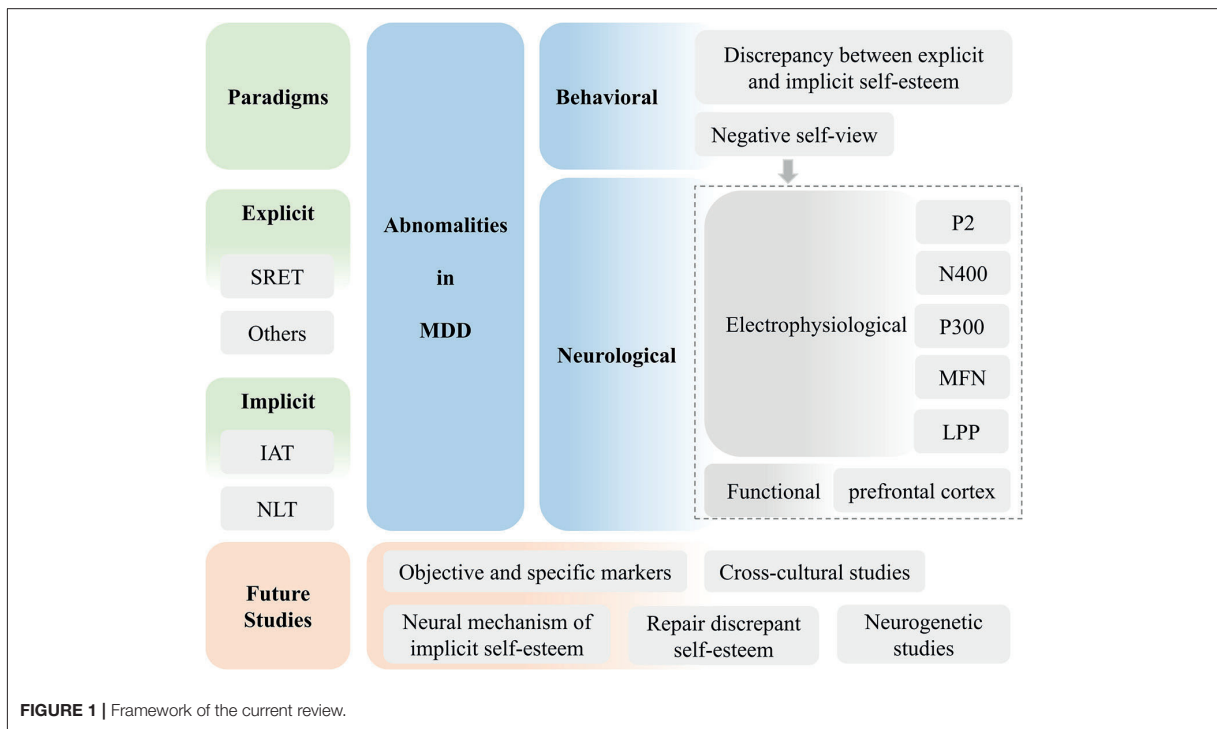 Paradigms
Explicit
SRET
Others
Implicit
IAT
NLT
Abnomalities
in
MDD
Behavioral
Discrepancy between explicit
and implicit self-esteem
Negative self-view
Neurological
Electrophysiological
P2
N400
P300
MFN
LPP
Functional
prefrontal cortex
Future
Studies
Objective and specific markers
Cross-cultural studies
Neural mechanism of
implicit self-esteem
Repair discrepant
self-esteem
Neurogenetic
studies
FIGURE 1 | Framework of the current review.